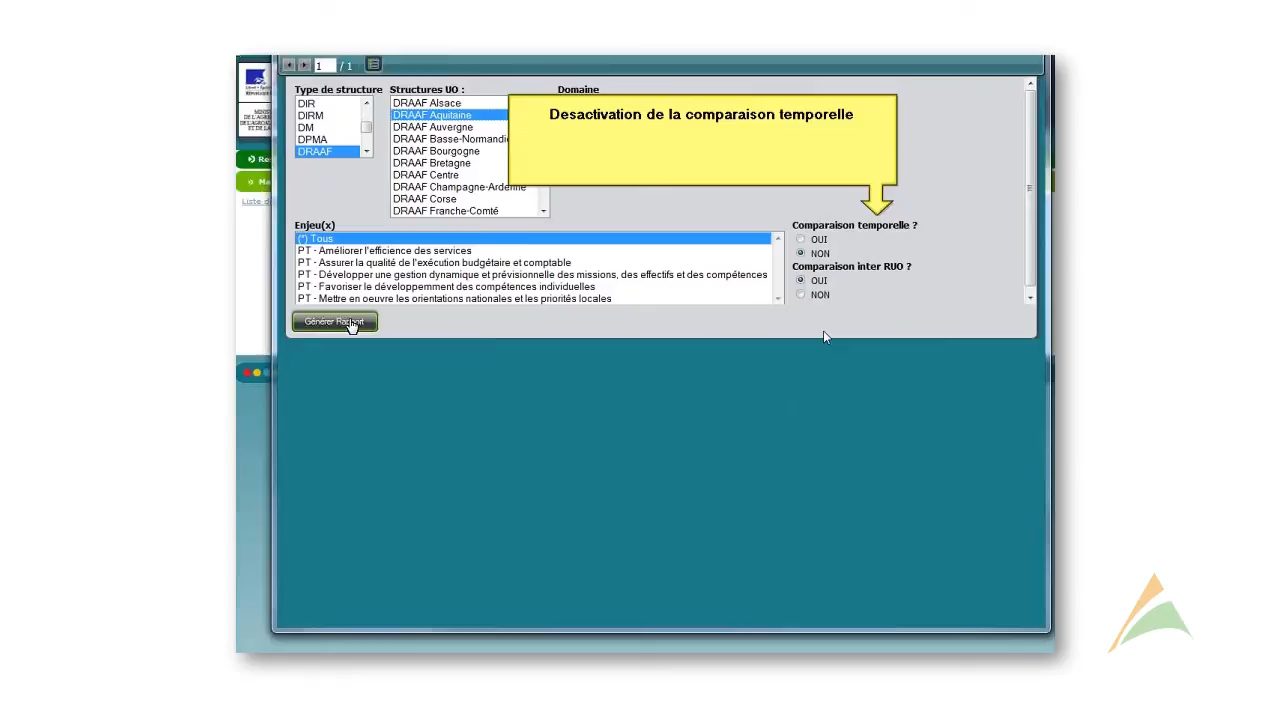 1 / 1
Type de structure
DIR
DIRM
DM
DPMA
DRAAF
Structures UO :
DRAAF Alsace
DRAAF Aquitaine
DRAAF Auvergne
DRAAF Basse-Normandie
DRAAF Bourgogne
DRAAF Bretagne
DRAAF Centre
DRAAF Champagne-Ardenne
DRAAF Corse
DRAAF Franche-Comté
Domaine
Desactivation de la comparaison temporelle
Enjeu(x)
(*) Tous
PT - Améliorer l'efficience des services
PT - Assurer la qualité de l'exécution budgétaire et comptable
PT - Développer une gestion dynamique et prévisionnelle des missions, des effectifs et des compétences
PT - Favoriser le développemment des compétences individuelles
PT - Mettre en oeuvre les orientations nationales et les priorités locales
Comparaison temporelle ?
OUI
NON
Comparaison inter RUO ?
OUI
NON
Générer Rapport
Liste d